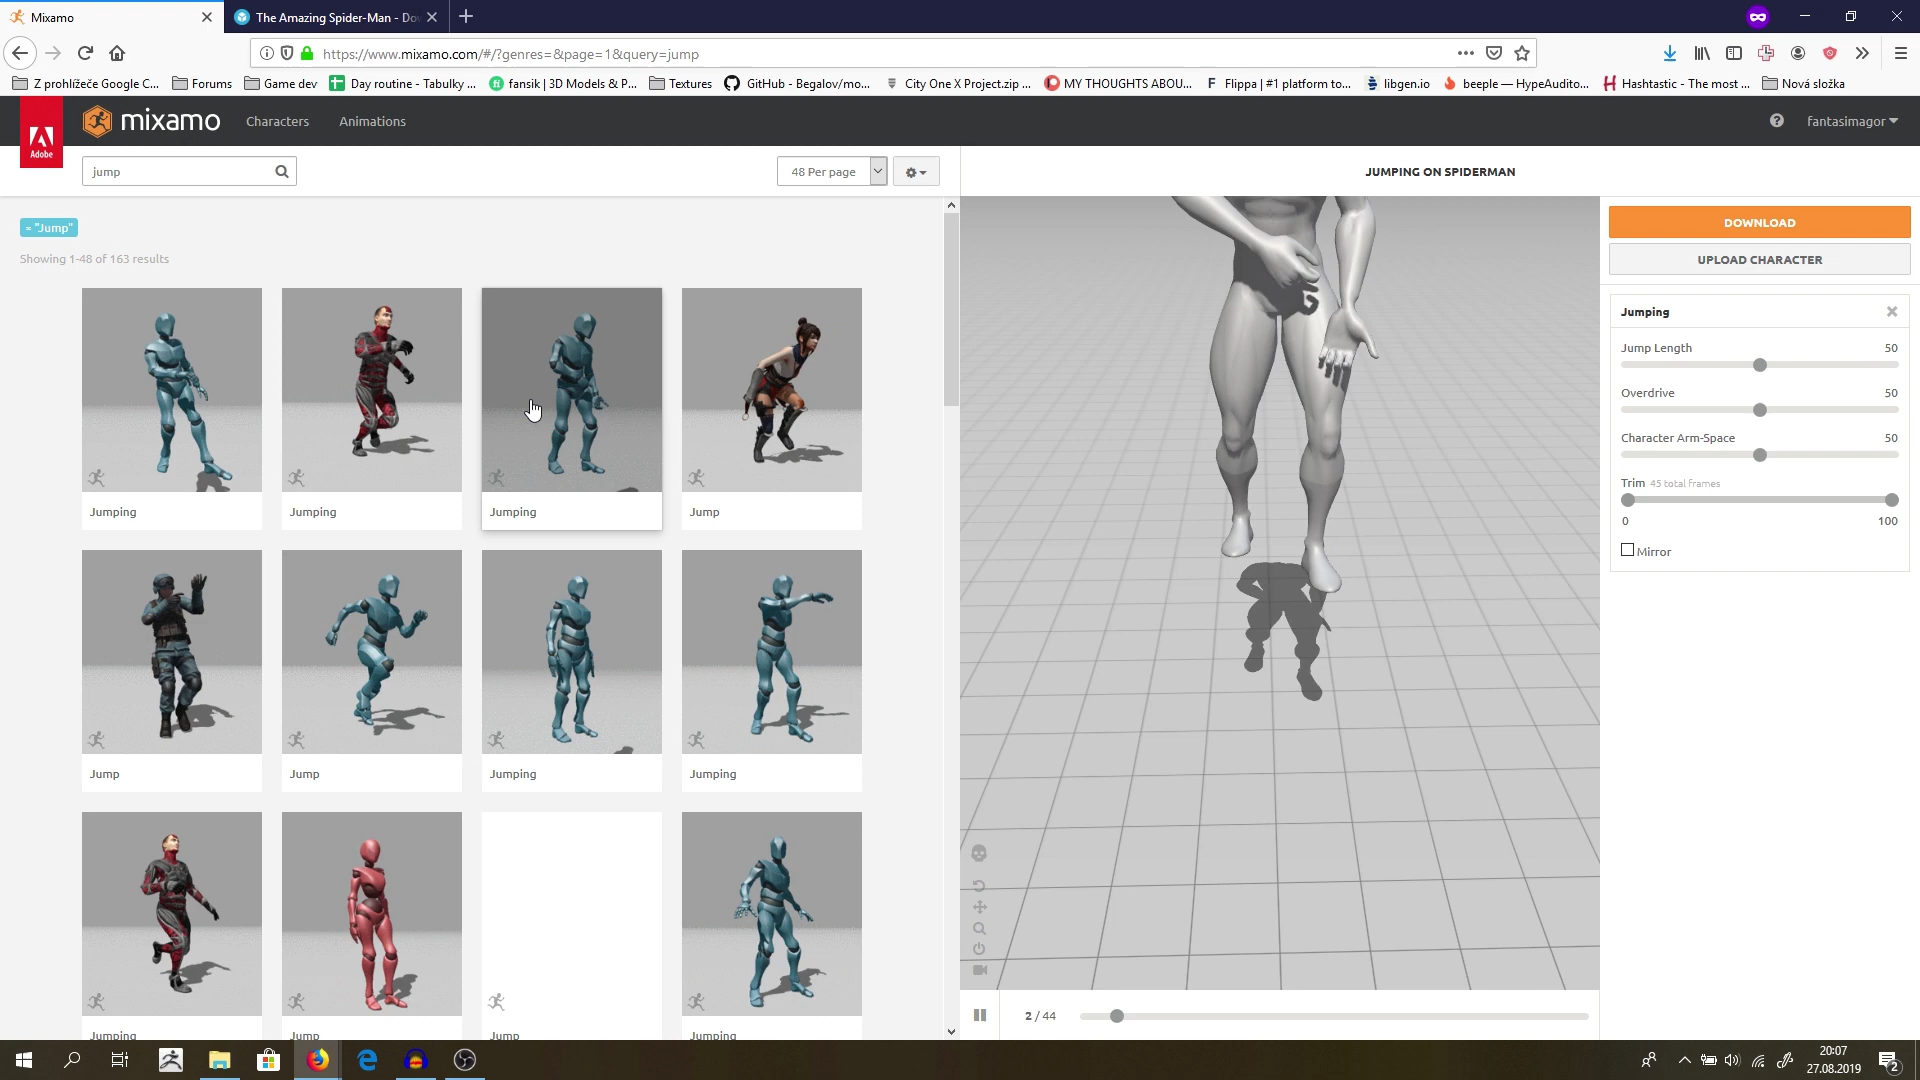 Mixamo
The Amazing Spider-Man - Do
https://www.mixamo.com/#/?genres=&page=1&query=jump
Z prohlížeče Google C...
Forums
Game dev
Day routine - Tabulky ...
fansik | 3D Models & P...
Textures
GitHub - Begalov/mo...
City One X Project.zip ...
MY THOUGHTS ABOU...
Flippa | #1 platform to...
libgen.io
beeple — HypeAudito...
Hashtastic - The most ...
Nová složka
Adobe
mixamo
Characters
Animations
fantasimagor
jump
48 Per page
JUMPING ON SPIDERMAN
= "Jump"
Showing 1-48 of 163 results
DOWNLOAD
UPLOAD CHARACTER
Jumping
Jump Length 50
Overdrive 50
Character Arm-Space 50
Trim 45 total frames
0 100
Mirror
Jumping
Jumping
Jumping
Jump
Jump
Jump
Jumping
Jumping
Jumping
Jump
Jump
Jumping
2 / 44
20:07
27.08.2019
2